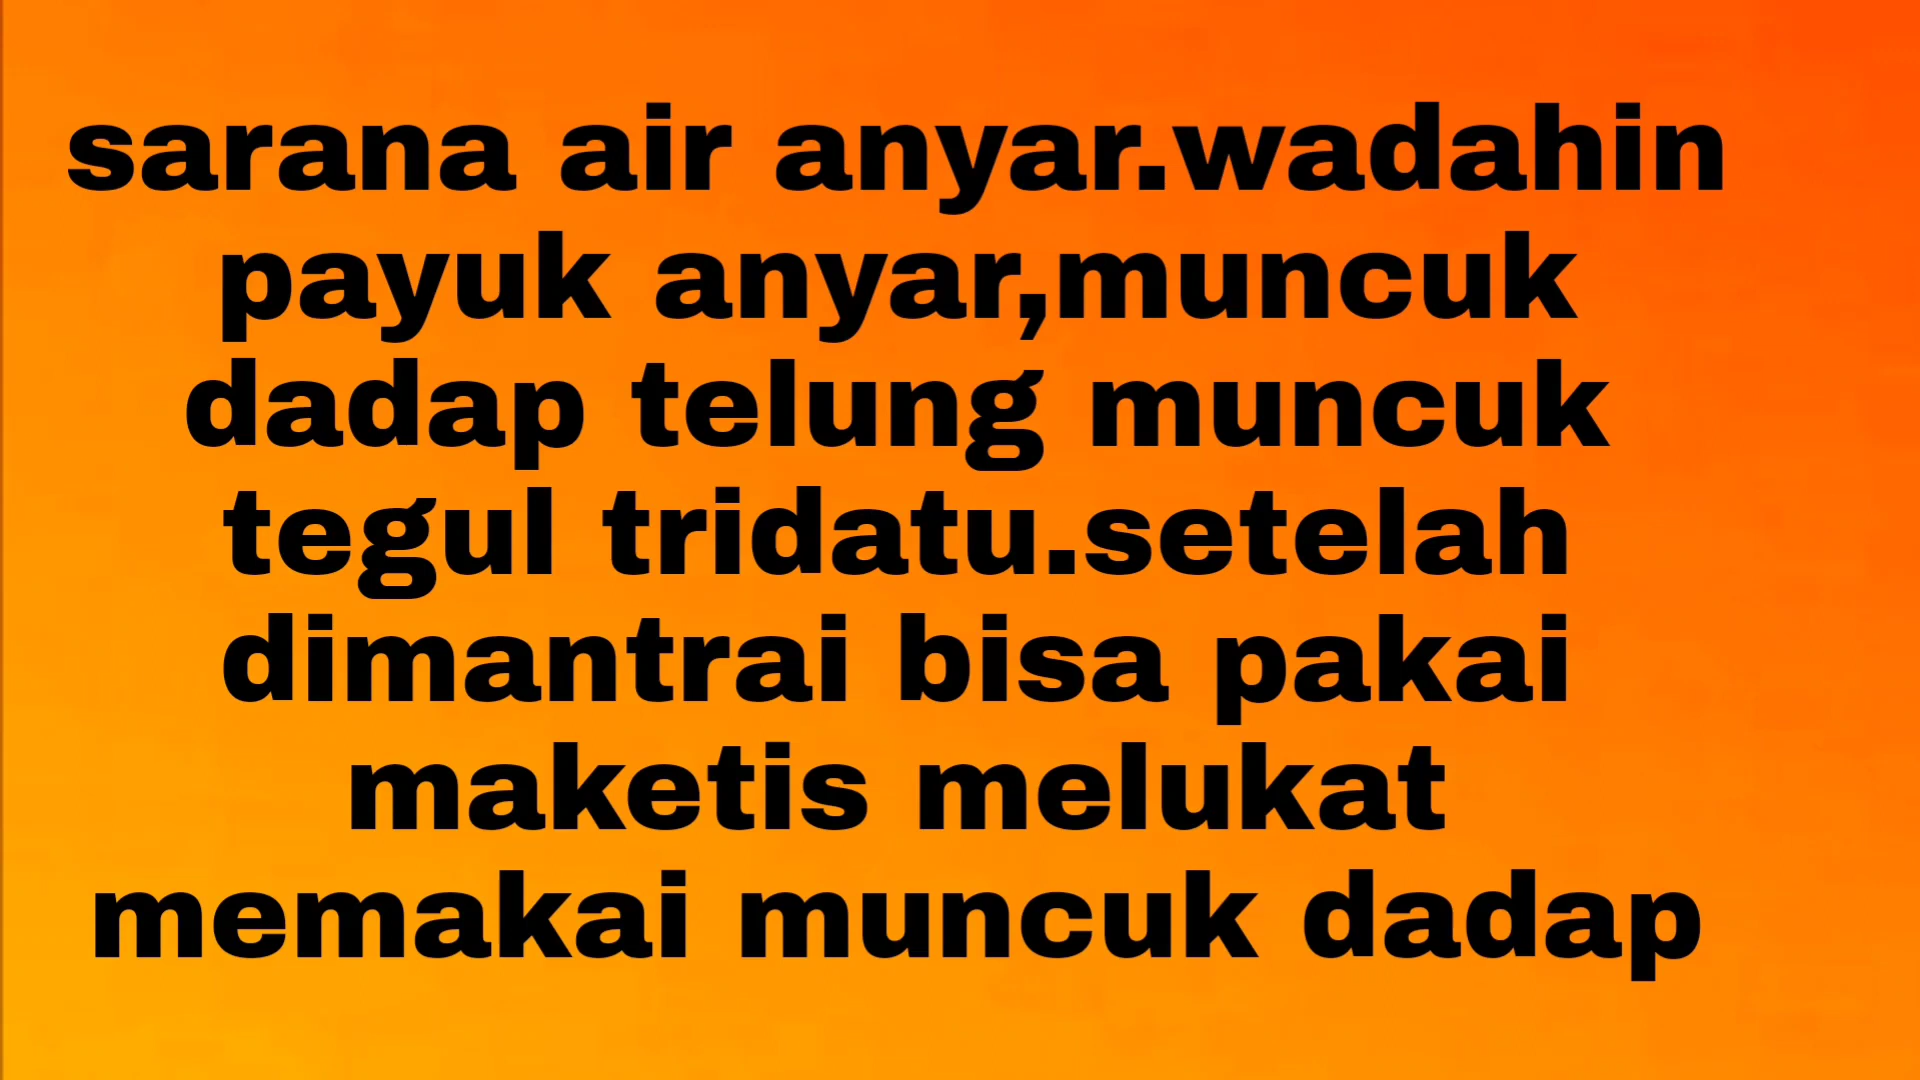 sarana air anyar.wadahin
payuk anyar,muncuk
dadap telung muncuk
tegul tridatu.setelah
dimantrai bisa pakai
maketis melukat
memakai muncuk dadap